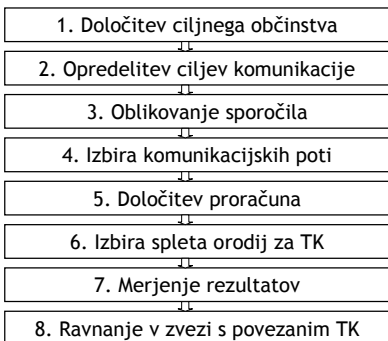 1. Določitev ciljnega občinstva
2. Opredelitev ciljev komunikacije
3. Oblikovanje sporočila
4. Izbira komunikacijskih poti
5. Določitev proračuna
6. Izbira spleta orodij za TK
7. Merjenje rezultatov
8. Ravnanje v zvezi s povezanim TK